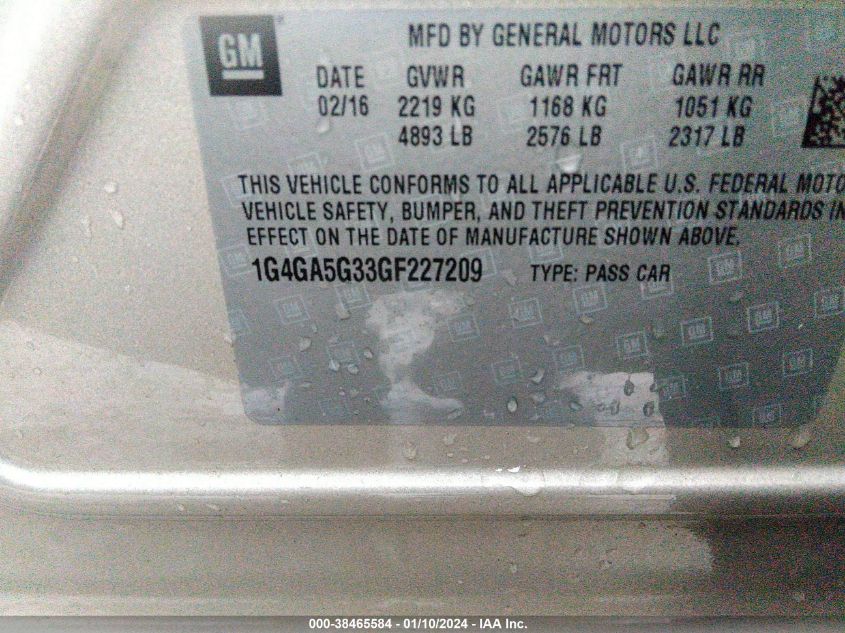 GM
MFD BY GENERAL MOTORS LLC
DATE GVWR GAWR FRT GAWR RR
02/16 2219 KG 1168 KG 1051 KG
4893 LB 2576 LB 2317 LB
THIS VEHICLE CONFORMS TO ALL APPLICABLE U.S. FEDERAL MOTO
VEHICLE SAFETY, BUMPER, AND THEFT PREVENTION STANDARDS IN
EFFECT ON THE DATE OF MANUFACTURE SHOWN ABOVE.
1G4GA5G33GF227209 TYPE: PASS CAR
000-38465584 - 01/10/2024 - IAA Inc.